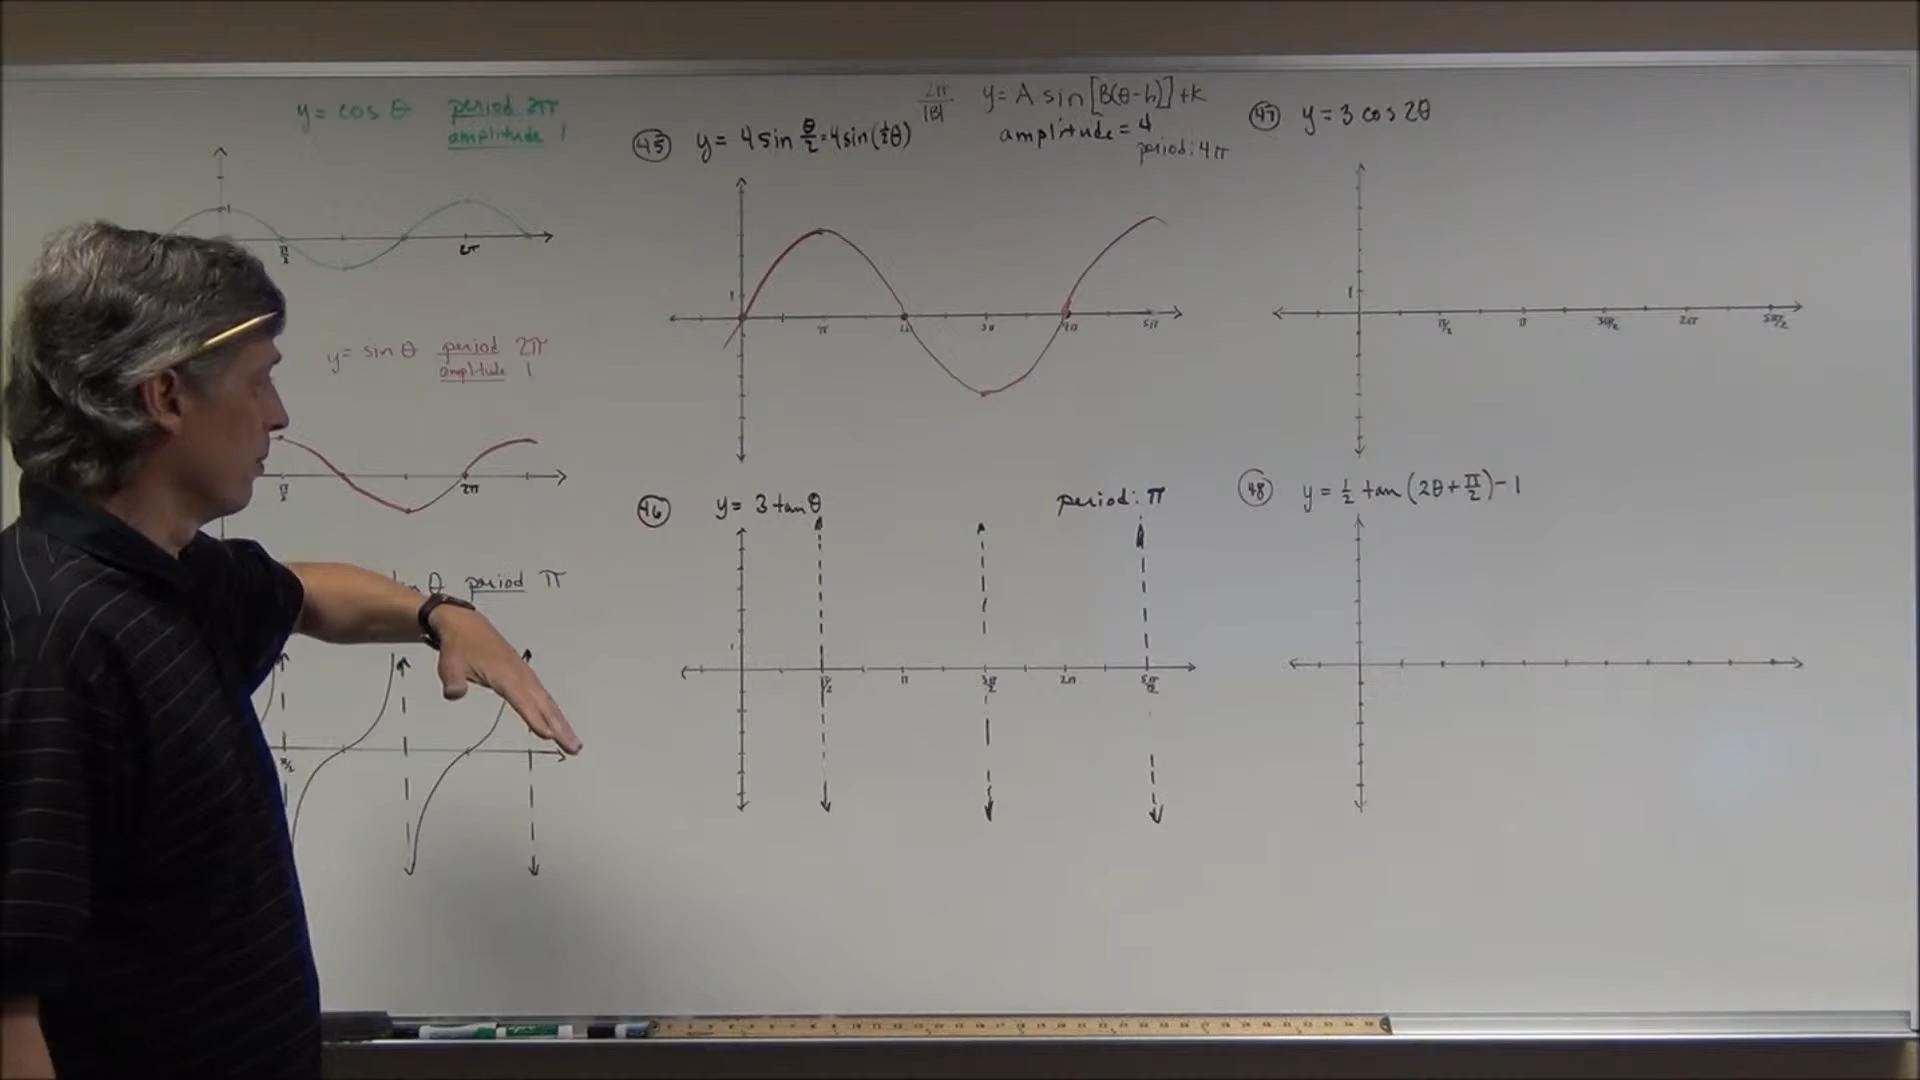 y = cos θ period 2π
amplitude 1
1
π/2 2π
y = sin θ period 2π
amplitude 1
π/2 2π
θ period π
π/2
2π/|B| y = A sin [B(θ-h)] + k
(45) y = 4 sin θ/2 = 4 sin(½θ) amplitude = 4
period: 4π
1
π 2π 3π 4π 5π
(46) y = 3 tan θ period: π
1
π/2 π 3π/2 2π 5π/2
(47) y = 3 cos 2θ
1
π/2 π 3π/2 2π 5π/2
(48) y = ½ tan (2θ + π/2) - 1